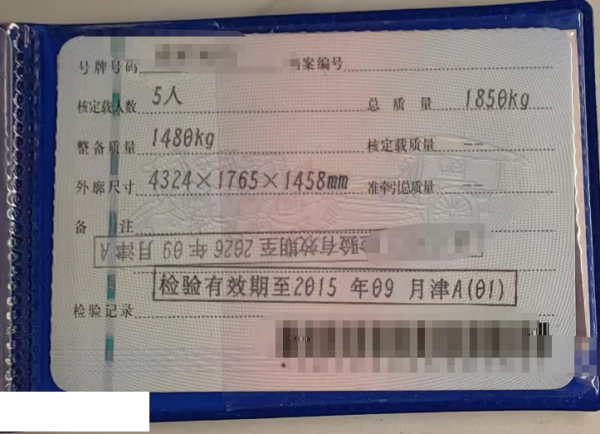 号牌号码 档案编号
核定载人数 5人 总质量 1850kg
整备质量 1480kg 核定载质量 --
外廓尺寸 4324×1765×1458mm 准牵引总质量 --
备注
检验有效期至2026年09月津A
检验有效期至2015年09月津A(01)
检验记录
*